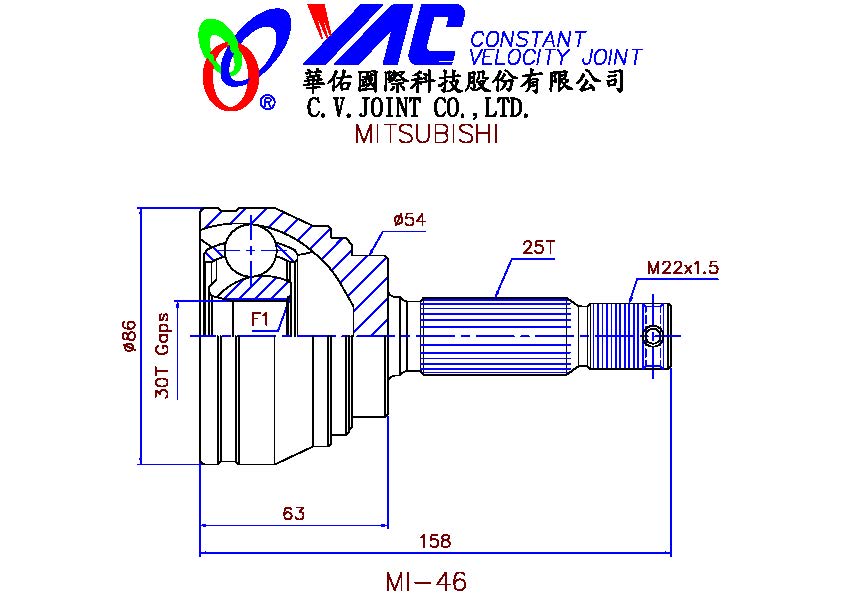 YAC CONSTANT
VELOCITY JOINT
®
華佑國際科技股份有限公司
C.V.JOINT CO.,LTD.
MITSUBISHI
ø54
25T
M22x1.5
F1
ø86
30T Gaps
63
158
MI-46